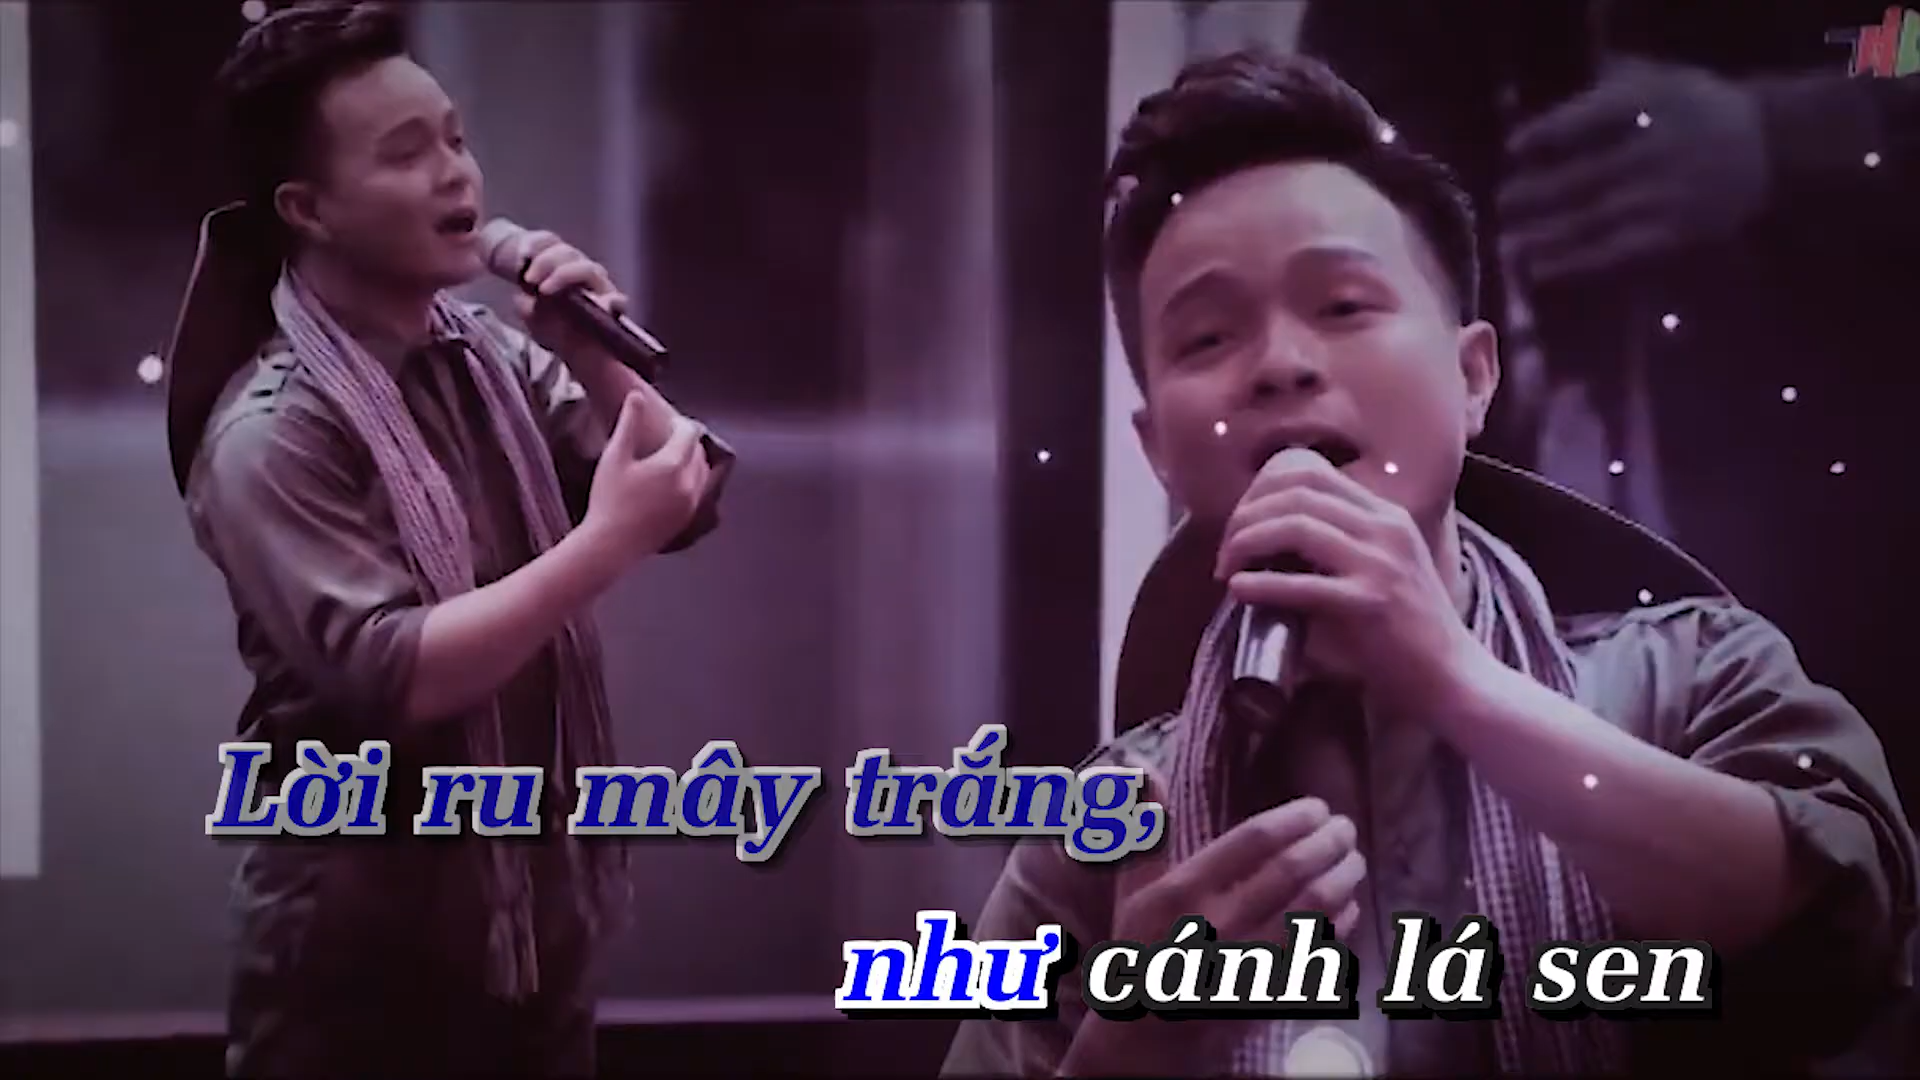 Lời ru mây trắng,
như cánh lá sen